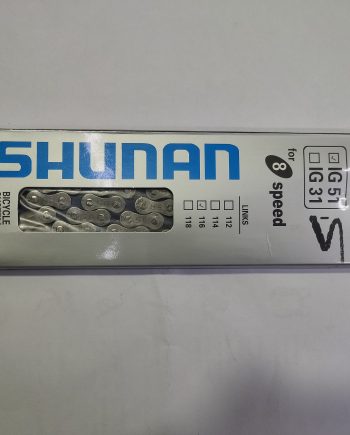 SHUNAN
BICYCLE
for 8 speed
IG 51
IG 31
S
LINKS
112
114
116
118